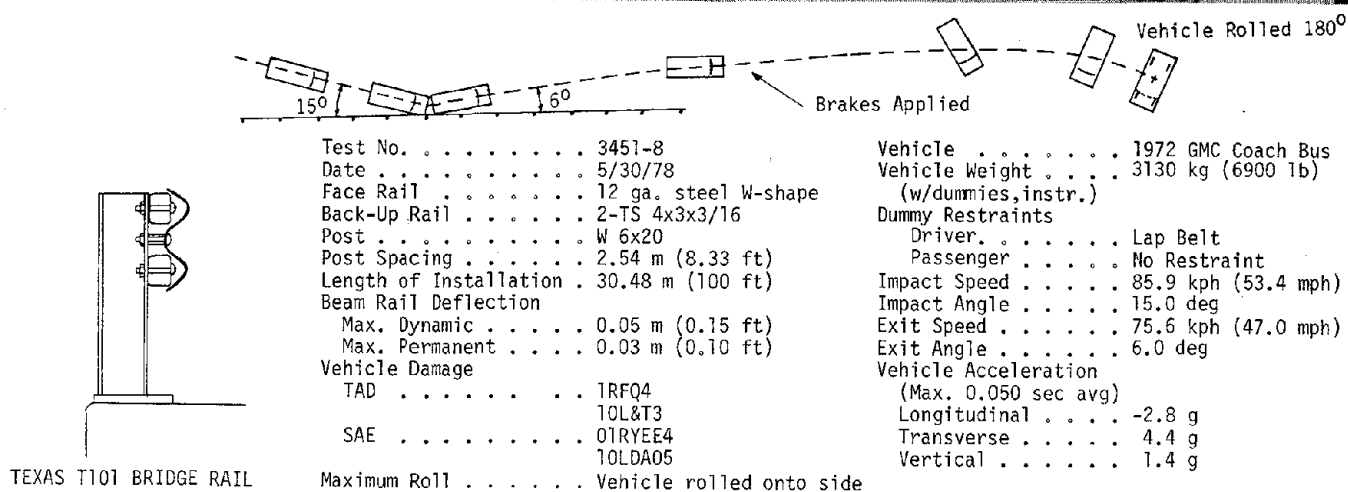 Vehicle Rolled 180°
15°
6°
Brakes Applied
Test No. . . . . . . . . . 3451-8
Date . . . . . . . . . . . 5/30/78
Face Rail . . . . . . . . 12 ga. steel W-shape
Back-Up Rail . . . . . . 2-TS 4x3x3/16
Post . . . . . . . . . . . W 6x20
Post Spacing . . . . . . . 2.54 m (8.33 ft)
Length of Installation . 30.48 m (100 ft)
Beam Rail Deflection
Max. Dynamic . . . . . 0.05 m (0.15 ft)
Max. Permanent . . . . 0.03 m (0.10 ft)
Vehicle Damage
TAD . . . . . . . . 1RFQ4
10L&T3
SAE . . . . . . . . . 01RYEE4
10LDAO5
Maximum Roll . . . . . . Vehicle rolled onto side
Vehicle . . . . . . . 1972 GMC Coach Bus
Vehicle Weight . . . . 3130 kg (6900 lb)
(w/dummies,instr.)
Dummy Restraints
Driver. . . . . . . Lap Belt
Passenger . . . . . No Restraint
Impact Speed . . . . . 85.9 kph (53.4 mph)
Impact Angle . . . . . 15.0 deg
Exit Speed . . . . . . 75.6 kph (47.0 mph)
Exit Angle . . . . . . 6.0 deg
Vehicle Acceleration
(Max. 0.050 sec avg)
Longitudinal . . . . -2.8 g
Transverse . . . . . 4.4 g
Vertical . . . . . . 1.4 g
TEXAS T101 BRIDGE RAIL